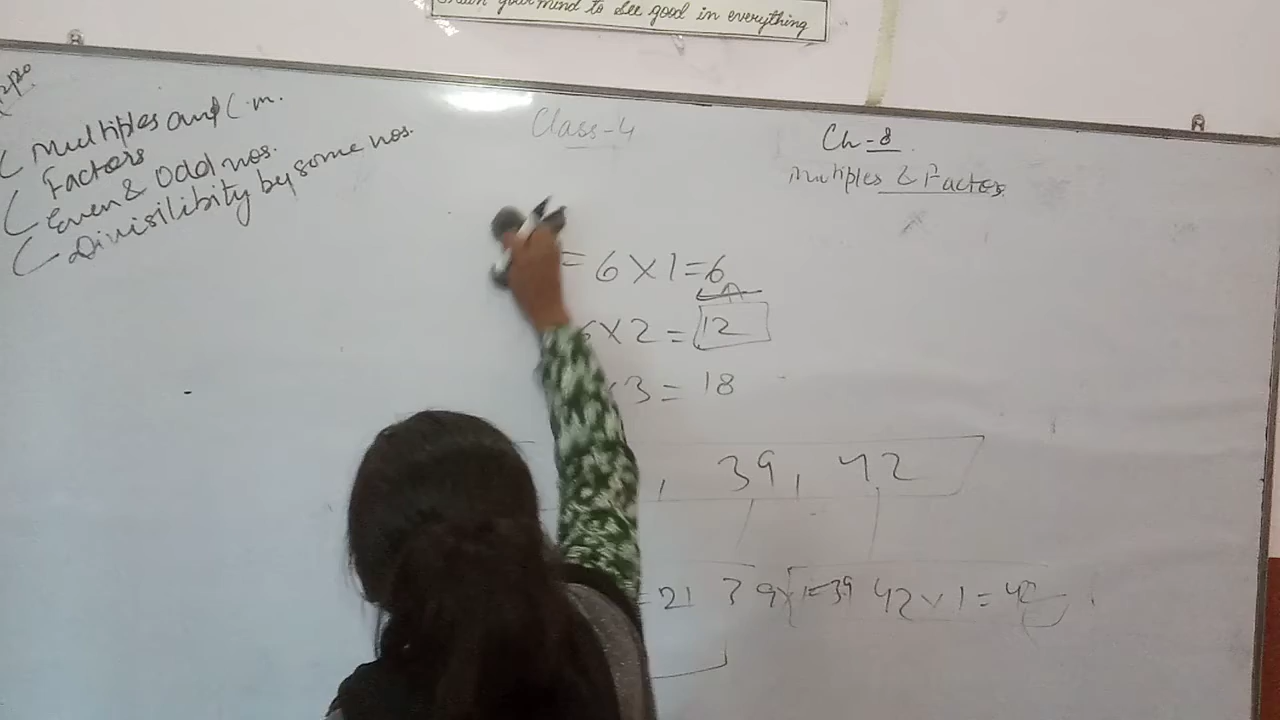 your mind to see good in everything
Multiples and C.m.
Factors
Even & Odd nos.
Divisilibity by some nos.
Class-4
Ch-8
Multiples & Factors
= 6 X 1 = 6
X 2 = 12
3 = 18
, 39, 42
= 21 39 x 1 = 39 42 x 1 = 42